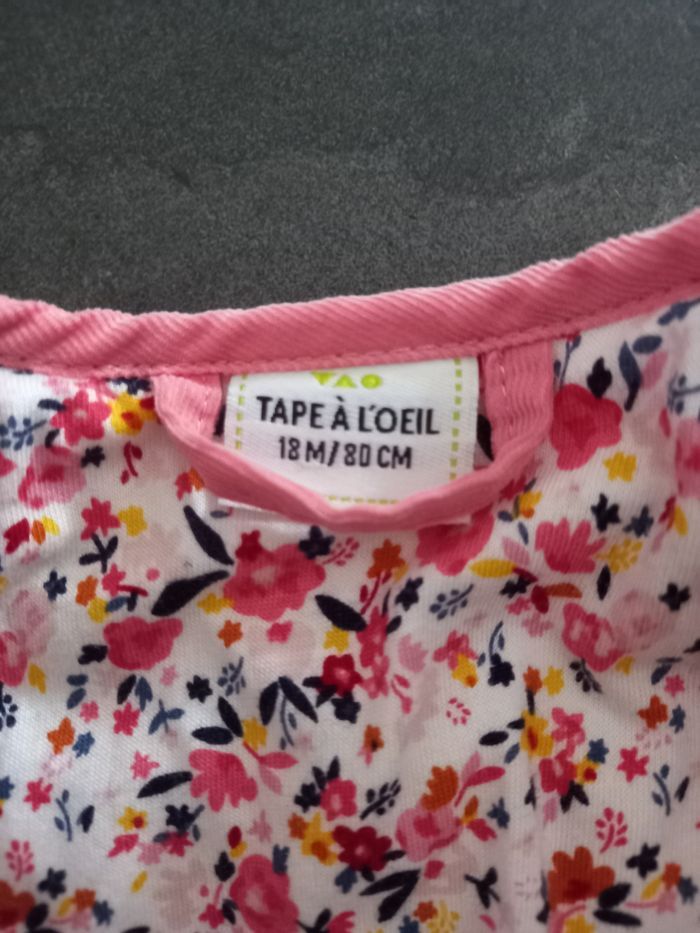 TAO
TAPE À L'OEIL
18 M/80 CM